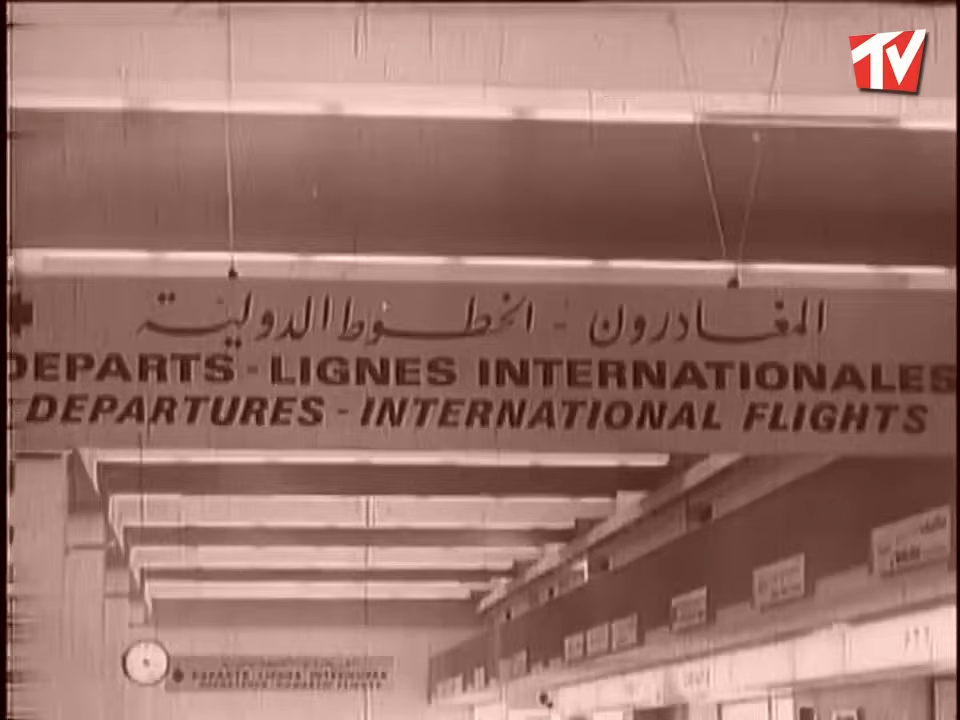 TV
المغادرون - الخطوط الدولية
DEPARTS - LIGNES INTERNATIONALES
DEPARTURES - INTERNATIONAL FLIGHTS